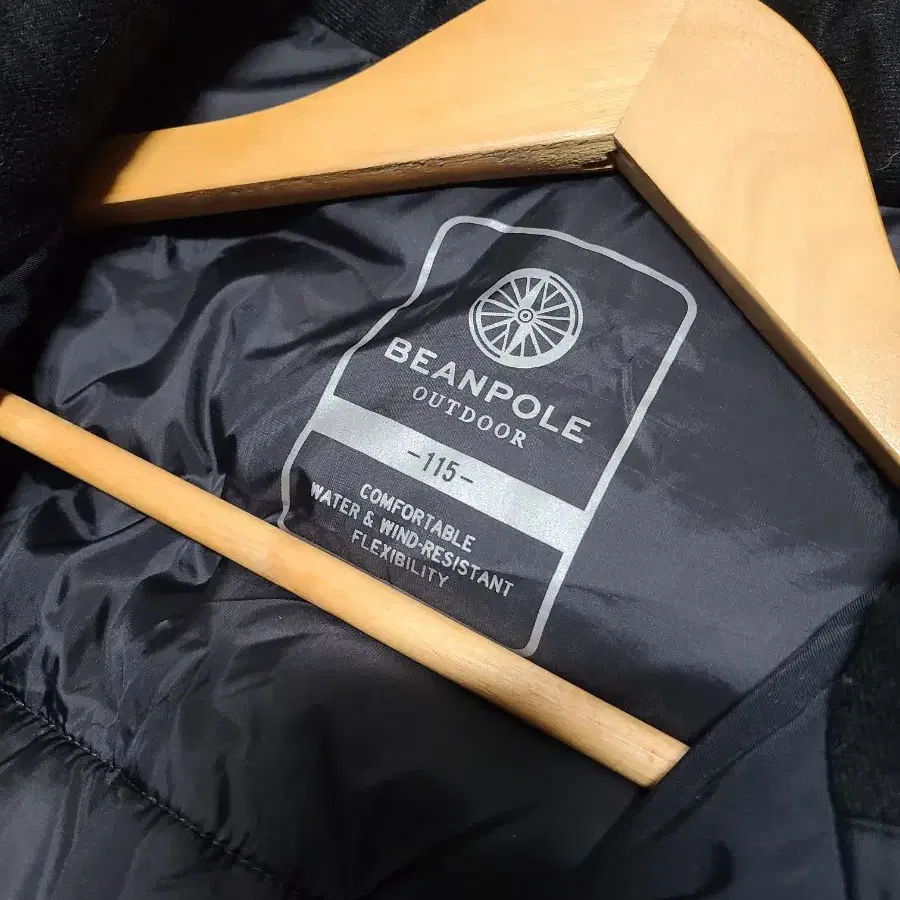 BEANPOLE
OUTDOOR
-115-
COMFORTABLE
WATER & WIND-RESISTANT
FLEXIBILITY